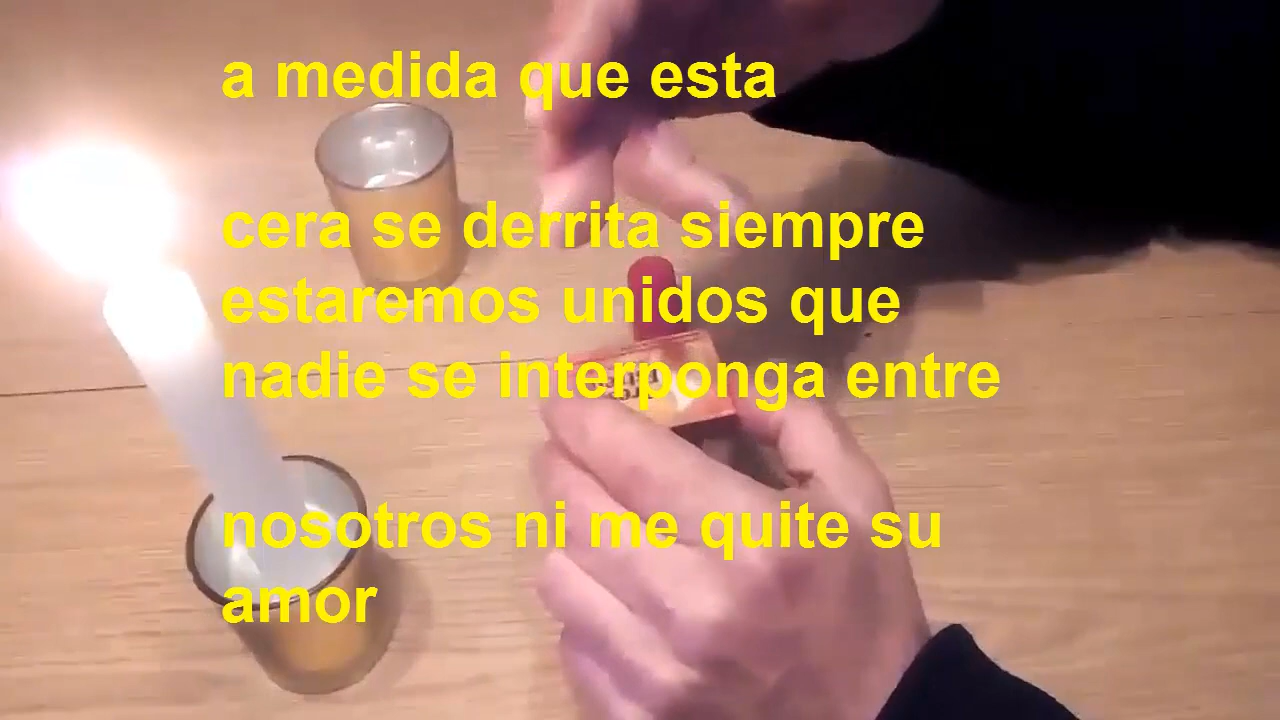 a medida que esta
cera se derrita siempre
estaremos unidos que
nadie se interponga entre
nosotros ni me quite su
amor